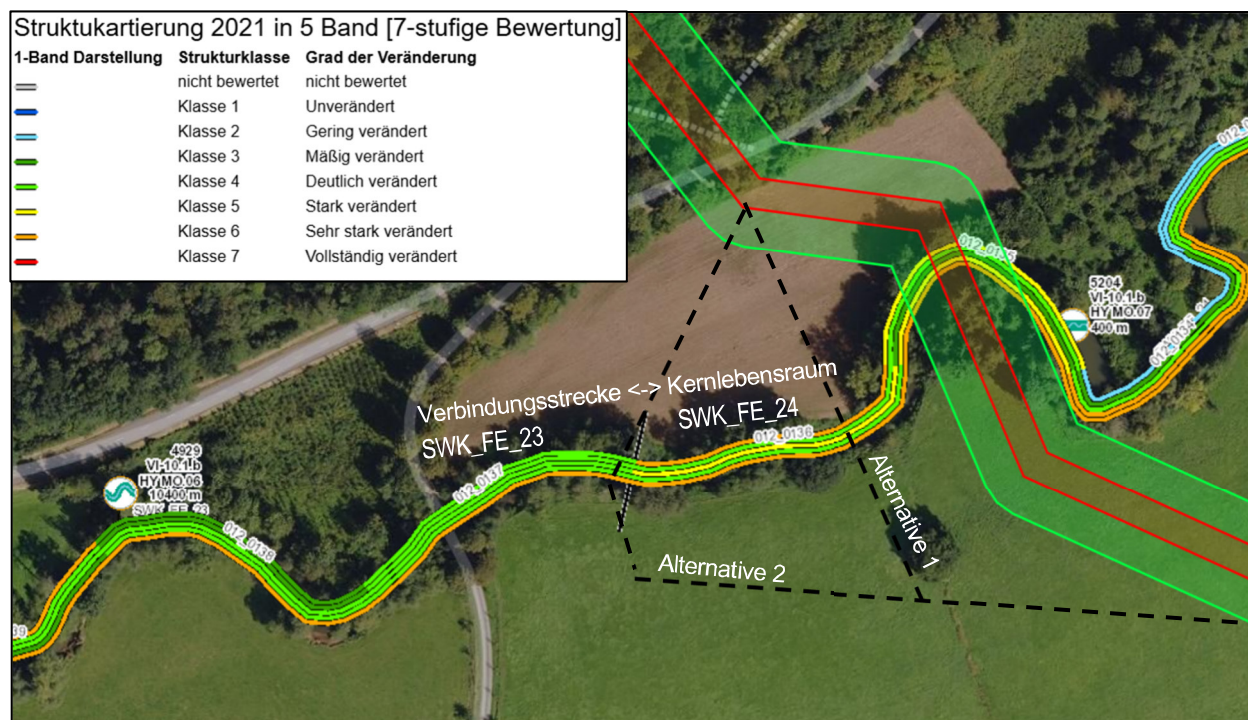 Strukturkartierung 2021 in 5 Band [7-stufige Bewertung]
1-Band Darstellung Strukturklasse Grad der Veränderung
nicht bewertet nicht bewertet
Klasse 1 Unverändert
Klasse 2 Gering verändert
Klasse 3 Mäßig verändert
Klasse 4 Deutlich verändert
Klasse 5 Stark verändert
Klasse 6 Sehr stark verändert
Klasse 7 Vollständig verändert
012_0135
5204
VI-10.1.b
HY MO.07
400 m
Verbindungsstrecke <-> Kernlebensraum
SWK_FE_23
SWK_FE_24
012_0136
012_0137
4929
VI-10.1.b
HY MO.06
10400 m
SWK_FE_23
012_0138
Alternative 1
Alternative 2
39